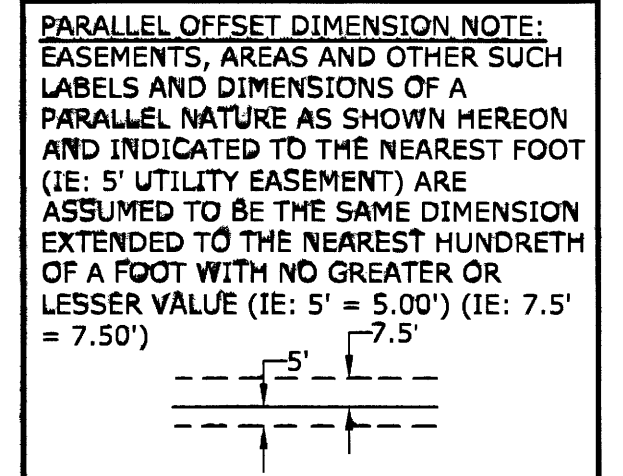 PARALLEL OFFSET DIMENSION NOTE:
EASEMENTS, AREAS AND OTHER SUCH
LABELS AND DIMENSIONS OF A
PARALLEL NATURE AS SHOWN HEREON
AND INDICATED TO THE NEAREST FOOT
(IE: 5' UTILITY EASEMENT) ARE
ASSUMED TO BE THE SAME DIMENSION
EXTENDED TO THE NEAREST HUNDRETH
OF A FOOT WITH NO GREATER OR
LESSER VALUE (IE: 5' = 5.00') (IE: 7.5'
= 7.50')
7.5'
5'